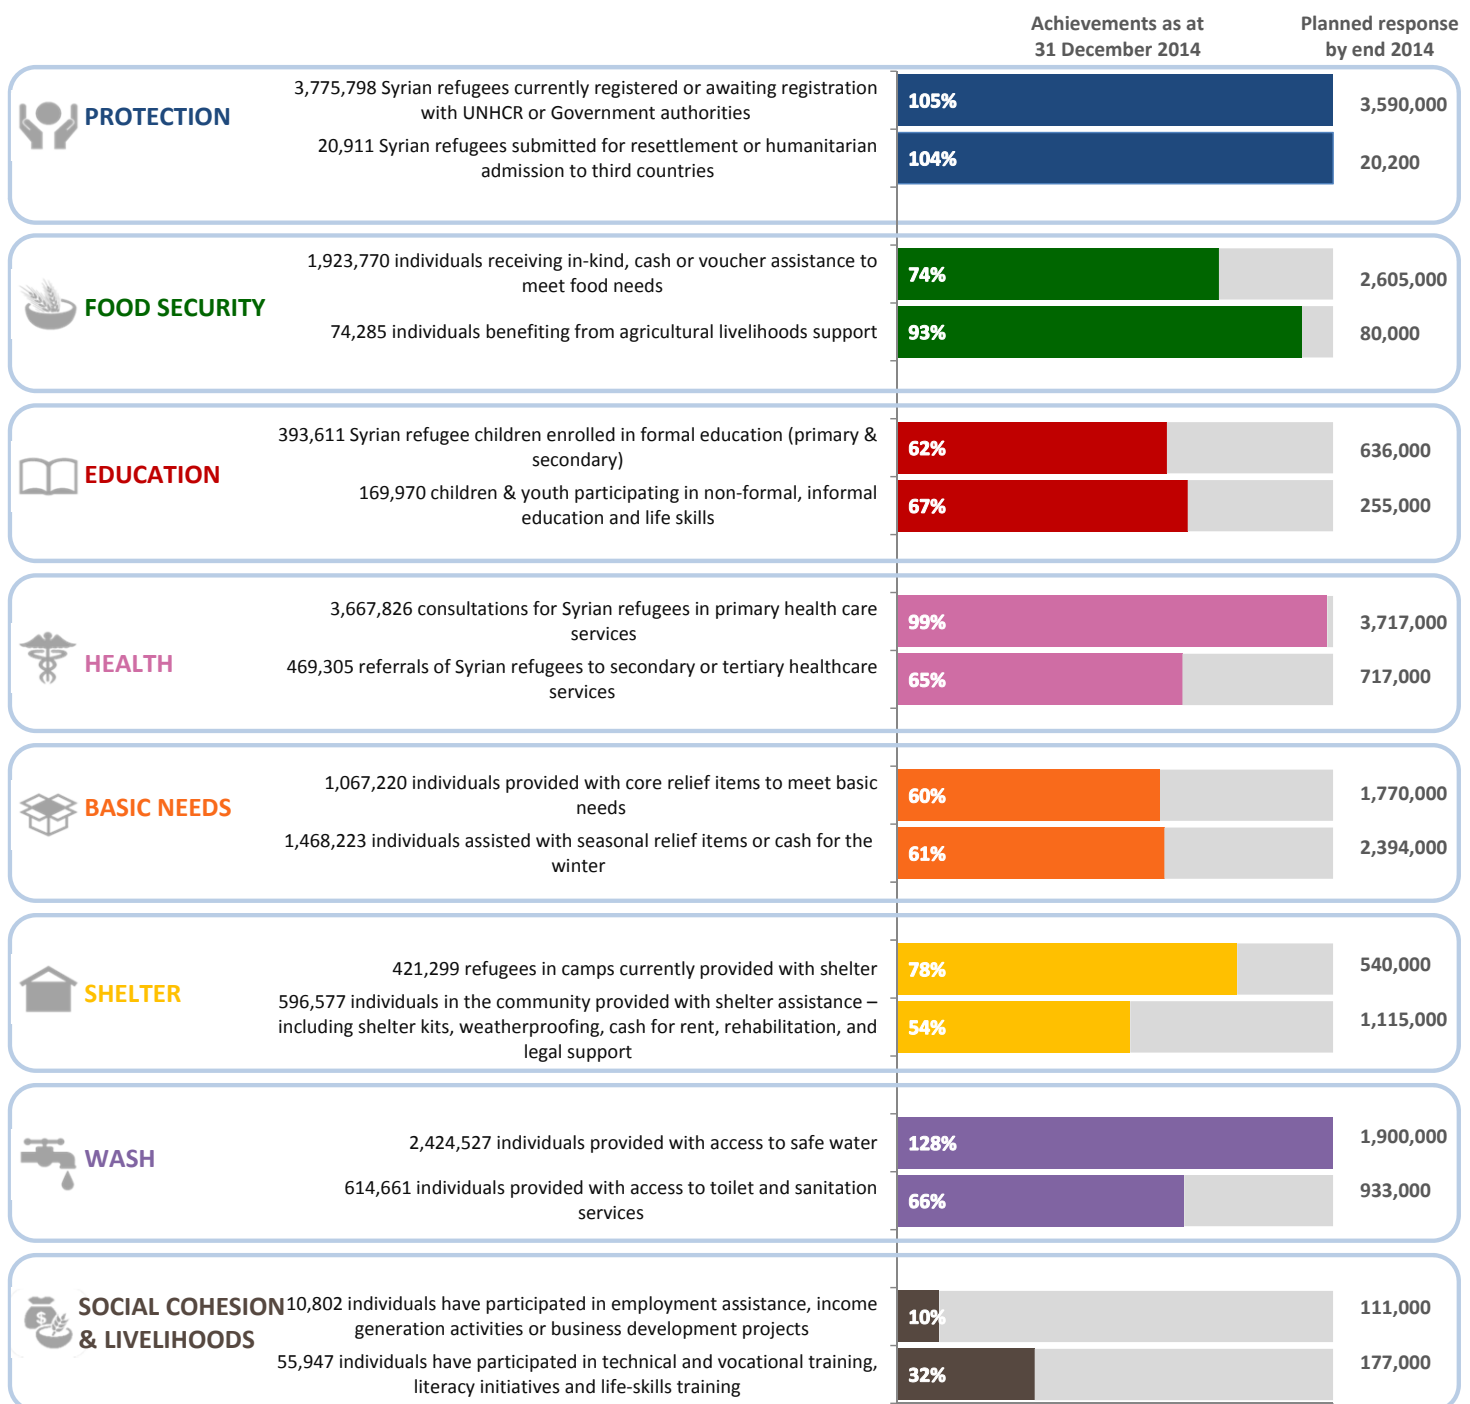 Achievements as at
31 December 2014
Planned response
by end 2014
PROTECTION
3,775,798 Syrian refugees currently registered or awaiting registration
with UNHCR or Government authorities
105%
3,590,000
20,911 Syrian refugees submitted for resettlement or humanitarian
admission to third countries
104%
20,200
FOOD SECURITY
1,923,770 individuals receiving in-kind, cash or voucher assistance to
meet food needs
74%
2,605,000
74,285 individuals benefiting from agricultural livelihoods support
93%
80,000
EDUCATION
393,611 Syrian refugee children enrolled in formal education (primary &
secondary)
62%
636,000
169,970 children & youth participating in non-formal, informal
education and life skills
67%
255,000
HEALTH
3,667,826 consultations for Syrian refugees in primary health care
services
99%
3,717,000
469,305 referrals of Syrian refugees to secondary or tertiary healthcare
services
65%
717,000
BASIC NEEDS
1,067,220 individuals provided with core relief items to meet basic
needs
60%
1,770,000
1,468,223 individuals assisted with seasonal relief items or cash for the
winter
61%
2,394,000
SHELTER
421,299 refugees in camps currently provided with shelter
78%
540,000
596,577 individuals in the community provided with shelter assistance –
including shelter kits, weatherproofing, cash for rent, rehabilitation, and
legal support
54%
1,115,000
WASH
2,424,527 individuals provided with access to safe water
128%
1,900,000
614,661 individuals provided with access to toilet and sanitation
services
66%
933,000
SOCIAL COHESION
& LIVELIHOODS
10,802 individuals have participated in employment assistance, income
generation activities or business development projects
10%
111,000
55,947 individuals have participated in technical and vocational training,
literacy initiatives and life-skills training
32%
177,000